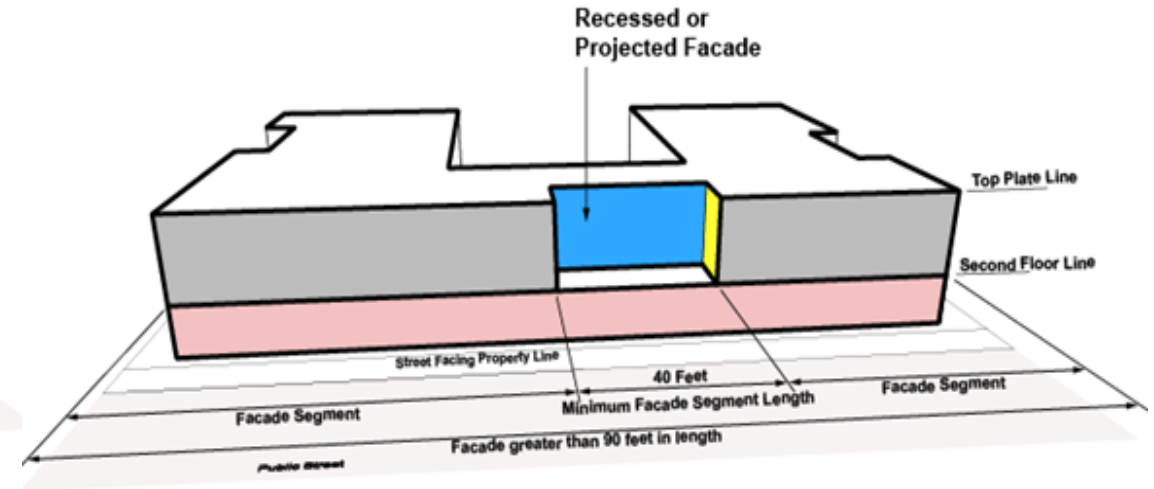 Recessed or
Projected Facade
Top Plate Line
Second Floor Line
Street Facing Property Line
40 Feet
Facade Segment
Minimum Facade Segment Length
Facade Segment
Facade greater than 90 feet in length
Public Street